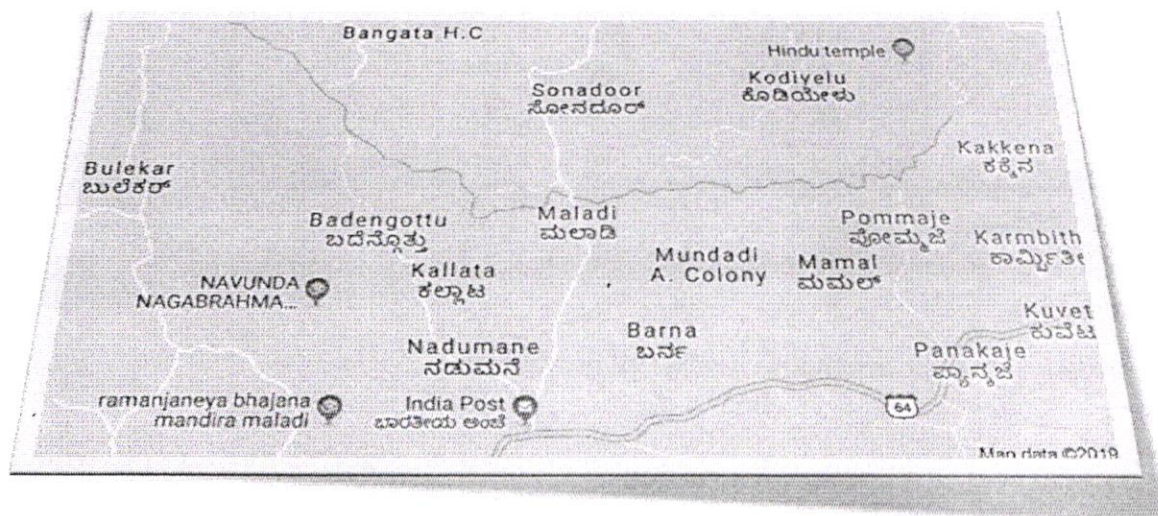 Bangata H.C
Hindu temple
Sonadoor
ಸೋನದೂರ್
Kodiyelu
ಕೊಡಿಯೇಳು
Kakkena
ಕಕ್ಕೆನ
Bulekar
ಬುಲೆಕರ್
Badengottu
ಬದೆನ್ಗೊತ್ತು
Maladi
ಮಲಾಡಿ
Pommaje
ಪೋಮ್ಮಜೆ
Karmbith
Mundadi
A. Colony
Mamal
ಮಮಲ್
Kallata
ಕಲ್ಲಾಟ
NAVUNDA
NAGABRAHMA...
Kuvet
ಕುವೆಟ
Barna
ಬರ್ನ
Nadumane
ನಡುಮನೆ
Panakaje
ಪ್ಯಾನ್ಕಜೆ
ramanjaneya bhajana
mandira maladi
India Post
ಭಾರತೀಯ ಅಂಚೆ
64
Map data ©2019